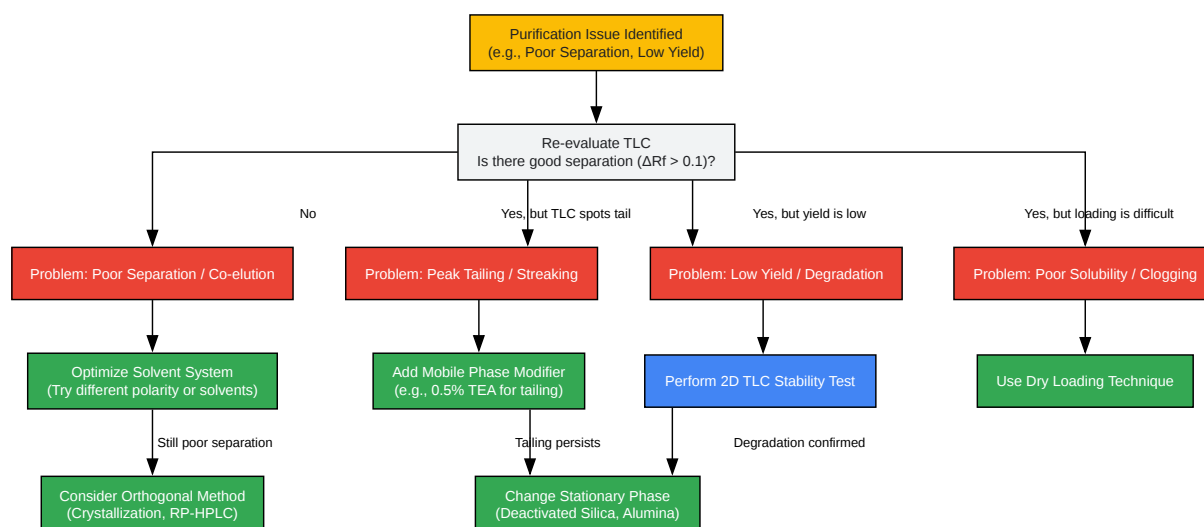 Purification Issue Identified
(e.g., Poor Separation, Low Yield)
Re-evaluate TLC
Is there good separation (ΔRf > 0.1)?
No
Yes, but TLC spots tail
Yes, but yield is low
Yes, but loading is difficult
Problem: Poor Separation / Co-elution
Problem: Peak Tailing / Streaking
Problem: Low Yield / Degradation
Problem: Poor Solubility / Clogging
Optimize Solvent System
(Try different polarity or solvents)
Add Mobile Phase Modifier
(e.g., 0.5% TEA for tailing)
Perform 2D TLC Stability Test
Use Dry Loading Technique
Still poor separation
Tailing persists
Degradation confirmed
Consider Orthogonal Method
(Crystallization, RP-HPLC)
Change Stationary Phase
(Deactivated Silica, Alumina)